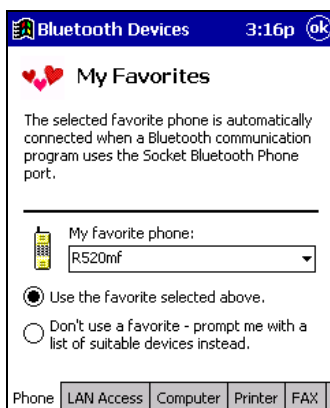 Bluetooth Devices 3:16p ok
My Favorites
The selected favorite phone is automatically
connected when a Bluetooth communication
program uses the Socket Bluetooth Phone
port.
My favorite phone:
R520mf
Use the favorite selected above.
Don't use a favorite - prompt me with a
list of suitable devices instead.
Phone LAN Access Computer Printer FAX